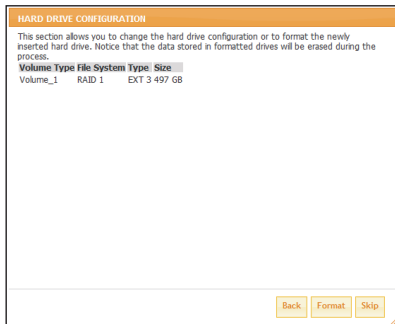 HARD DRIVE CONFIGURATION
This section allows you to change the hard drive configuration or to format the newly
inserted hard drive. Notice that the data stored in formatted drives will be erased during the
process.
Volume Type File System Type Size
Volume_1 RAID 1 EXT 3 497 GB
Back Format Skip